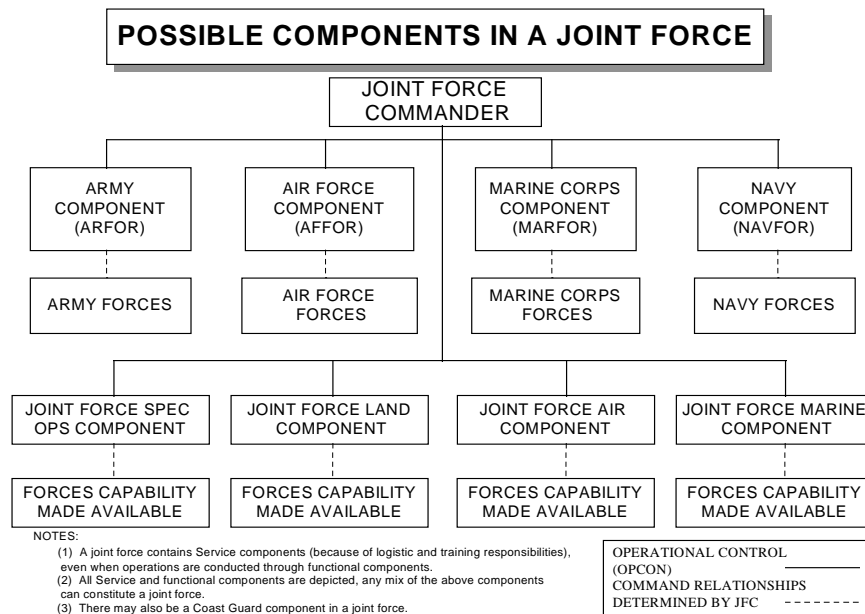 POSSIBLE COMPONENTS IN A JOINT FORCE
JOINT FORCE
COMMANDER
ARMY
COMPONENT
(ARFOR)
AIR FORCE
COMPONENT
(AFFOR)
MARINE CORPS
COMPONENT
(MARFOR)
NAVY
COMPONENT
(NAVFOR)
ARMY FORCES
AIR FORCE
FORCES
MARINE CORPS
FORCES
NAVY FORCES
JOINT FORCE SPEC
OPS COMPONENT
JOINT FORCE LAND
COMPONENT
JOINT FORCE AIR
COMPONENT
JOINT FORCE MARINE
COMPONENT
FORCES CAPABILITY
MADE AVAILABLE
FORCES CAPABILITY
MADE AVAILABLE
FORCES CAPABILITY
MADE AVAILABLE
FORCES CAPABILITY
MADE AVAILABLE
NOTES:
(1) A joint force contains Service components (because of logistic and training responsibilities),
even when operations are conducted through functional components.
(2) All Service and functional components are depicted, any mix of the above components
can constitute a joint force.
(3) There may also be a Coast Guard component in a joint force.
OPERATIONAL CONTROL
(OPCON)
COMMAND RELATIONSHIPS
DETERMINED BY JFC